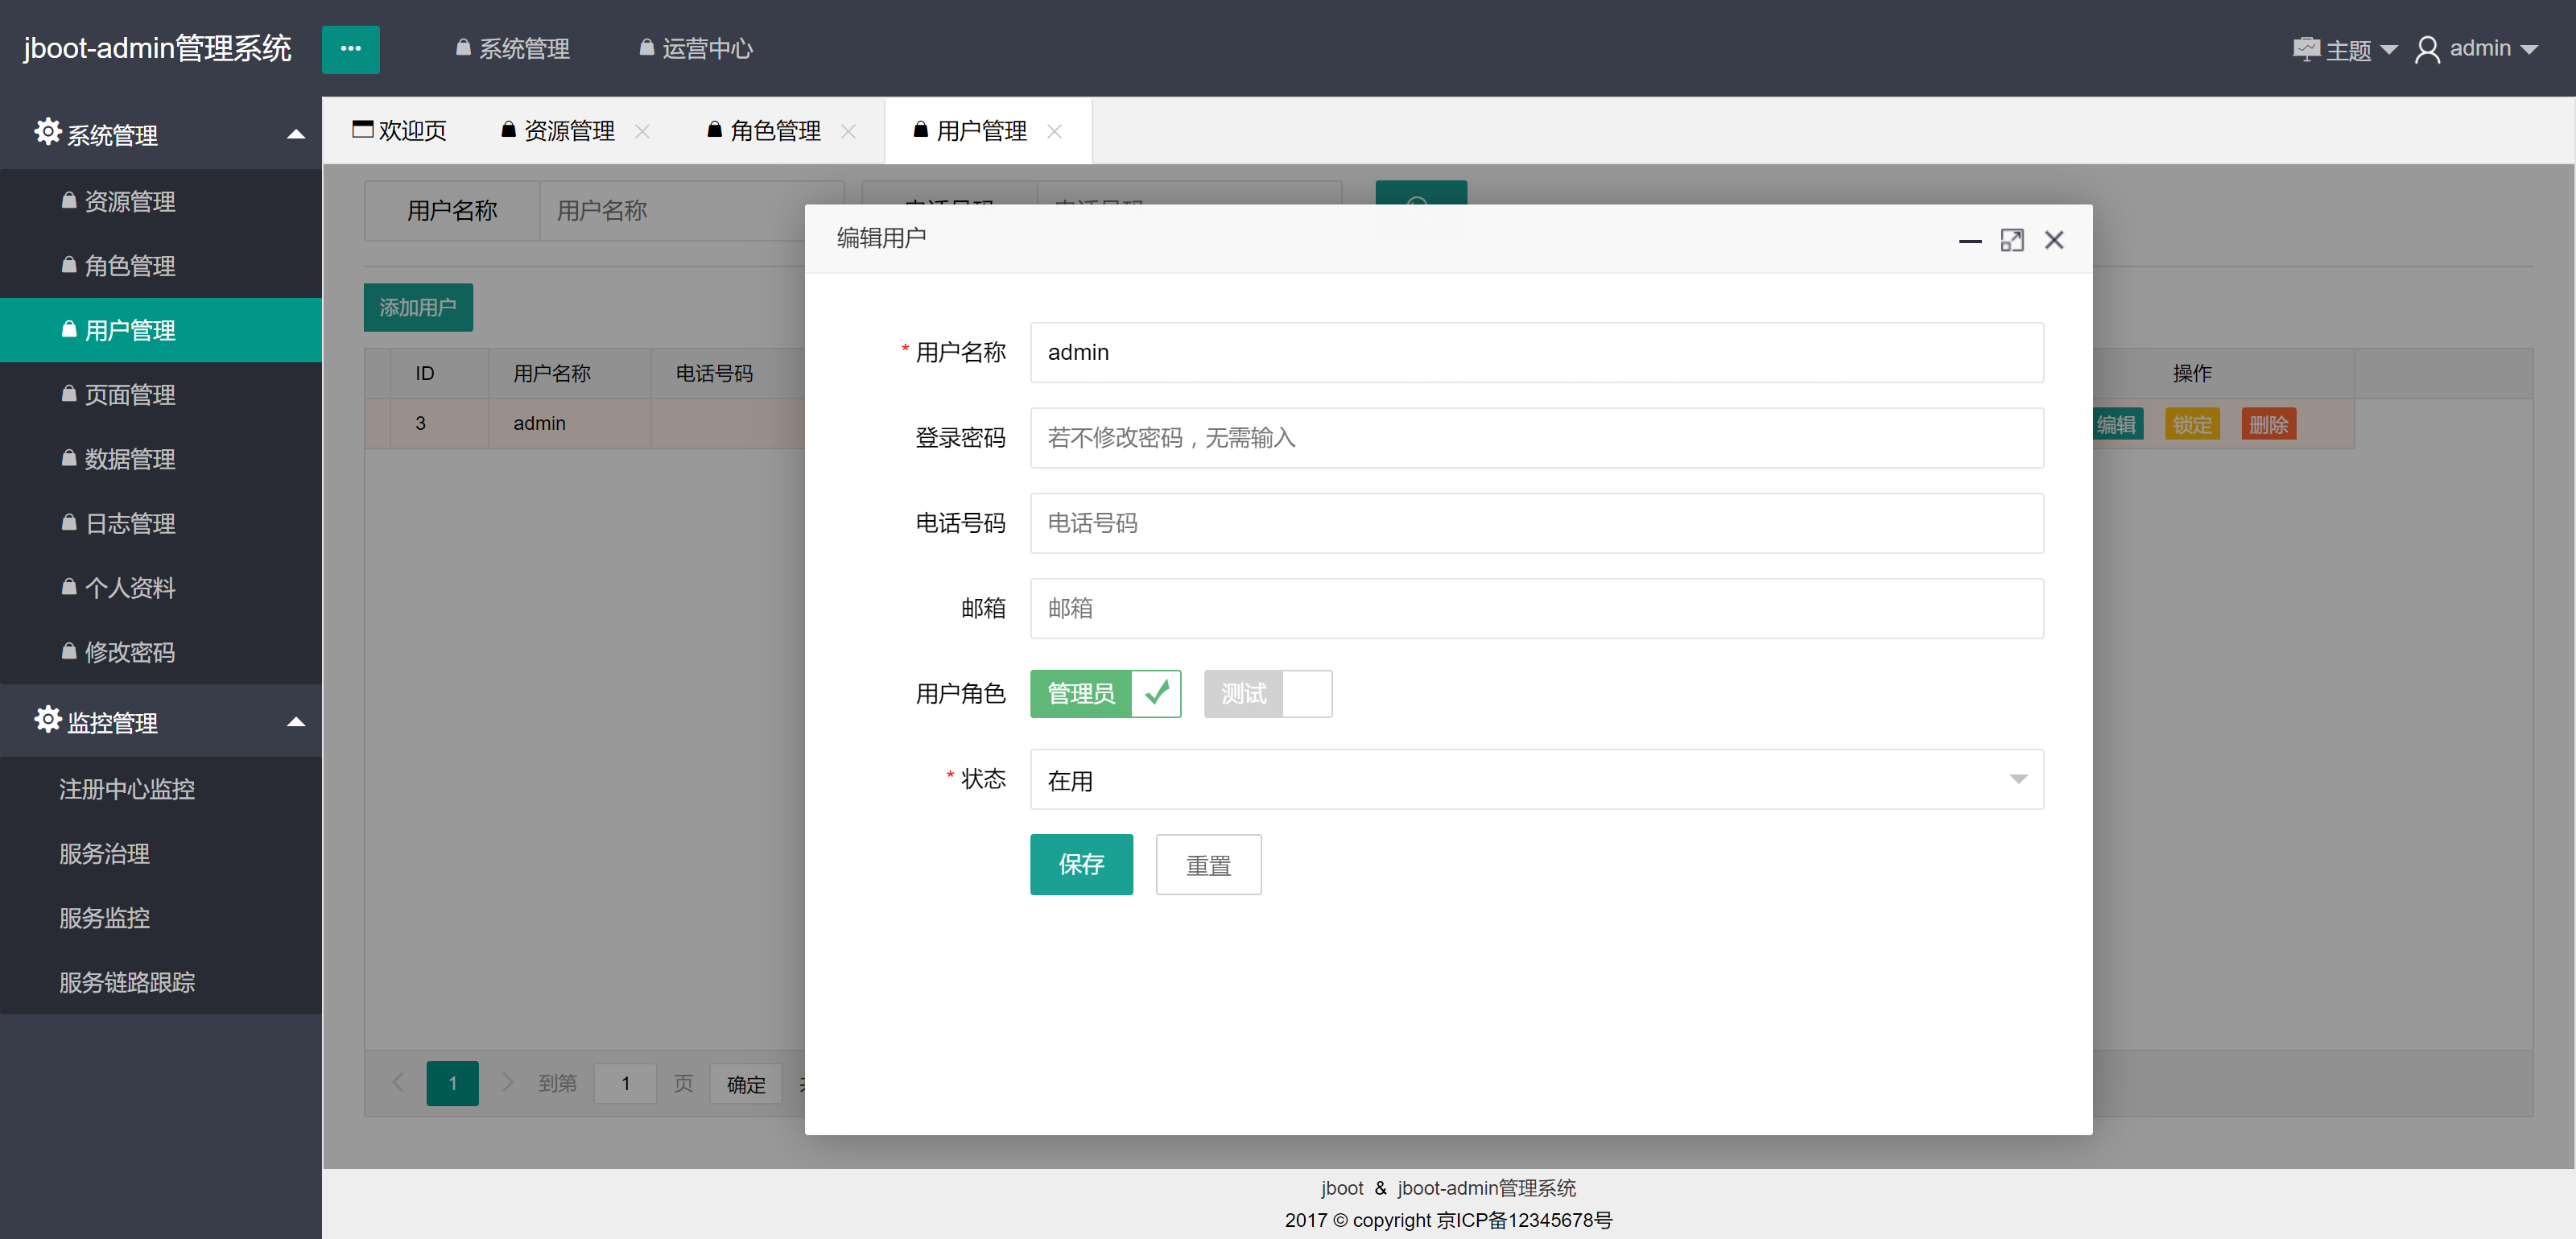 jboot-admin管理系统
系统管理
运营中心
主题
admin
系统管理
资源管理
角色管理
用户管理
页面管理
数据管理
日志管理
个人资料
修改密码
监控管理
注册中心监控
服务治理
服务监控
服务链路跟踪
欢迎页
资源管理
角色管理
用户管理
用户名称 用户名称 电话号码 电话号码
添加用户
ID 用户名称 电话号码 操作
3 admin 编辑 锁定 删除
编辑用户
* 用户名称 admin
登录密码 若不修改密码，无需输入
电话号码 电话号码
邮箱 邮箱
用户角色 管理员 测试
* 状态 在用
保存 重置
1 到第 1 页 确定
jboot & jboot-admin管理系统
2017 © copyright 京ICP备12345678号